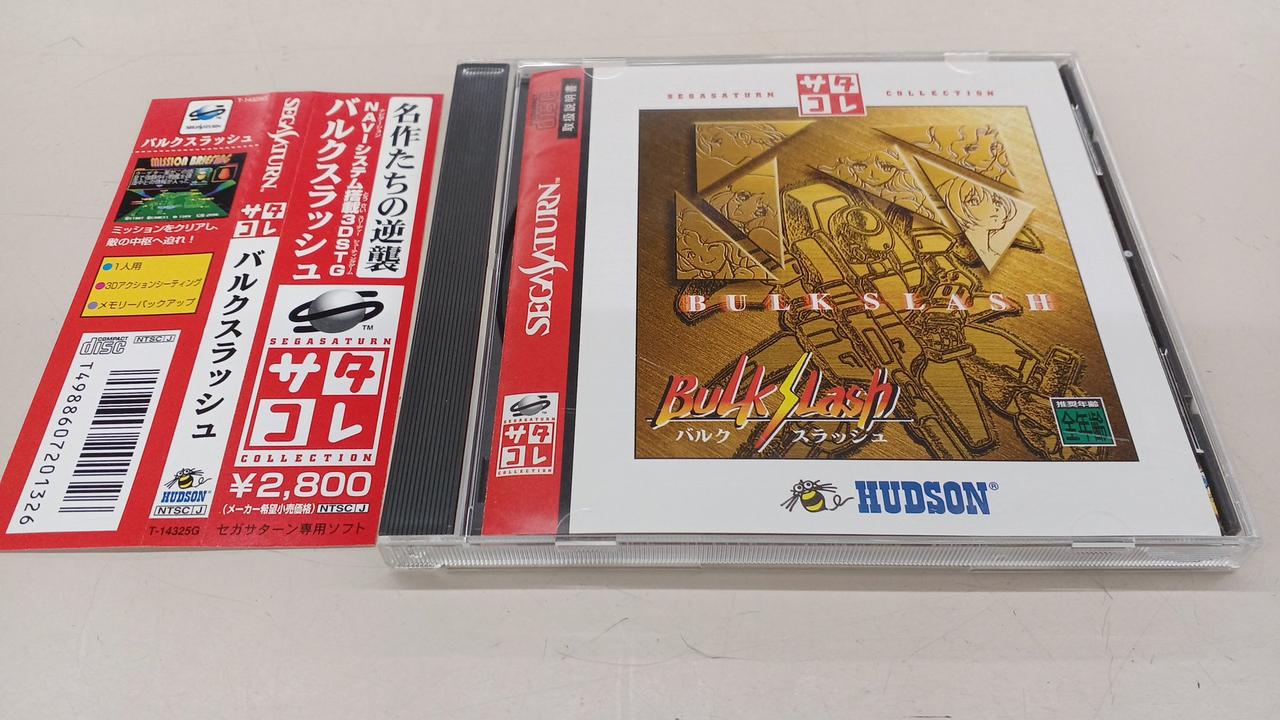 T-14325G
SEGASATURN
バルクスラッシュ
MISSION BRIEFING
ミッションをクリアし、
敵の中枢へ迫れ!
1人用
3Dアクションシューティング
メモリーバックアップ
COMPACT
disc
NTSC J
T4988607201326
SEGASATURN
サタ
コレ
バルクスラッシュ
HUDSON
NTSC J
T-14325G
名作たちの逆襲
NAVーシステム搭載3DSTG
バルクスラッシュ
TM
SEGASATURN
サタ
コレ
COLLECTION
¥2,800
(メーカー希望小売価格) NTSC J
セガサターン専用ソフト
disc
取扱説明書
SEGASATURN
SEGASATURN
サタ
コレ
COLLECTION
SEGASATURN
サタ
コレ
COLLECTION
BULK SLASH
Bulk Slash
バルク スラッシュ
推奨年齢
全年齢
HUDSON®